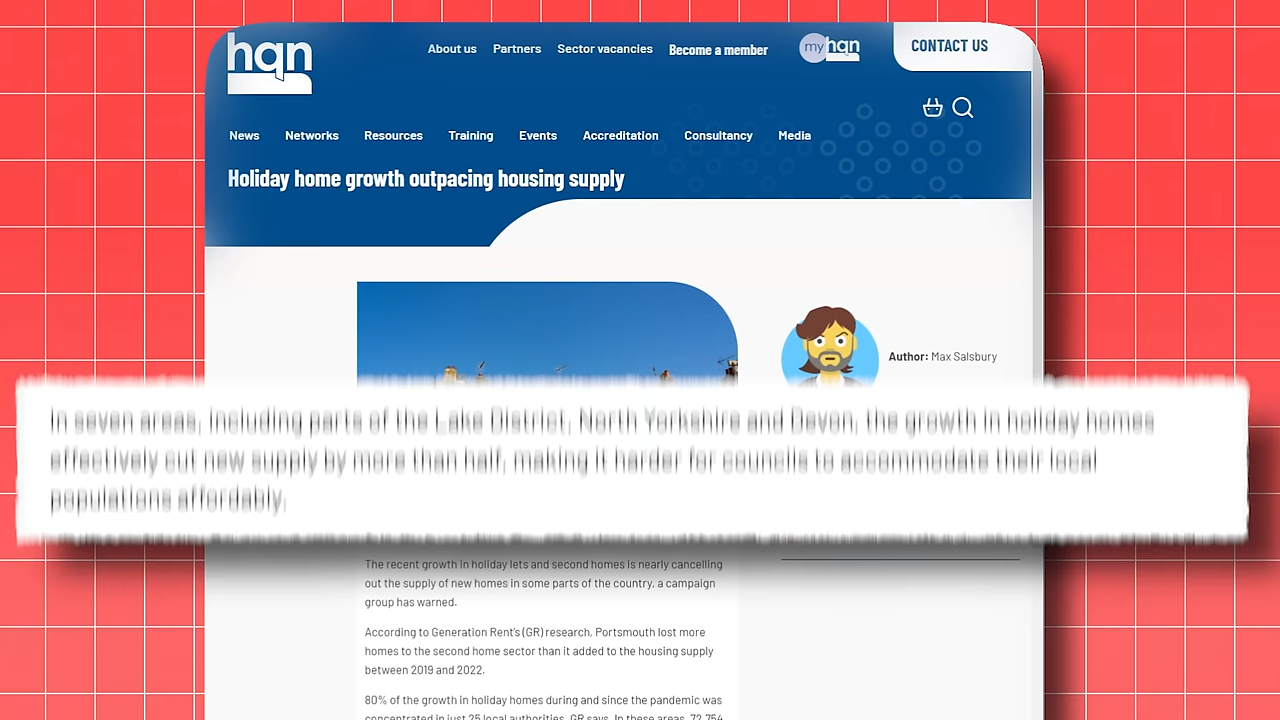 hqn
About us Partners Sector vacancies Become a member myhqn CONTACT US
News Networks Resources Training Events Accreditation Consultancy Media
Holiday home growth outpacing housing supply
Author: Max Salsbury
In seven areas, including parts of the Lake District, North Yorkshire and Devon, the growth in holiday homes
effectively cut new supply by more than half, making it harder for councils to accommodate their local
populations affordably.
The recent growth in holiday lets and second homes is nearly cancelling
out the supply of new homes in some parts of the country, a campaign
group has warned.
According to Generation Rent's (GR) research, Portsmouth lost more
homes to the second home sector than it added to the housing supply
between 2019 and 2022.
80% of the growth in holiday homes during and since the pandemic was
concentrated in just 25 local authorities, GR says. In these areas, 72,754